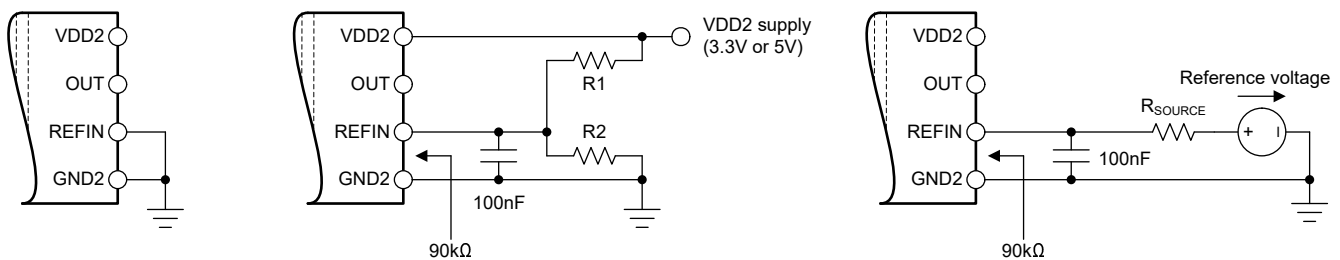 VDD2
OUT
REFIN
GND2
VDD2
OUT
REFIN
GND2
90kΩ
100nF
R1
R2
VDD2 supply
(3.3V or 5V)
VDD2
OUT
REFIN
GND2
90kΩ
100nF
RSOURCE
Reference voltage
+
I